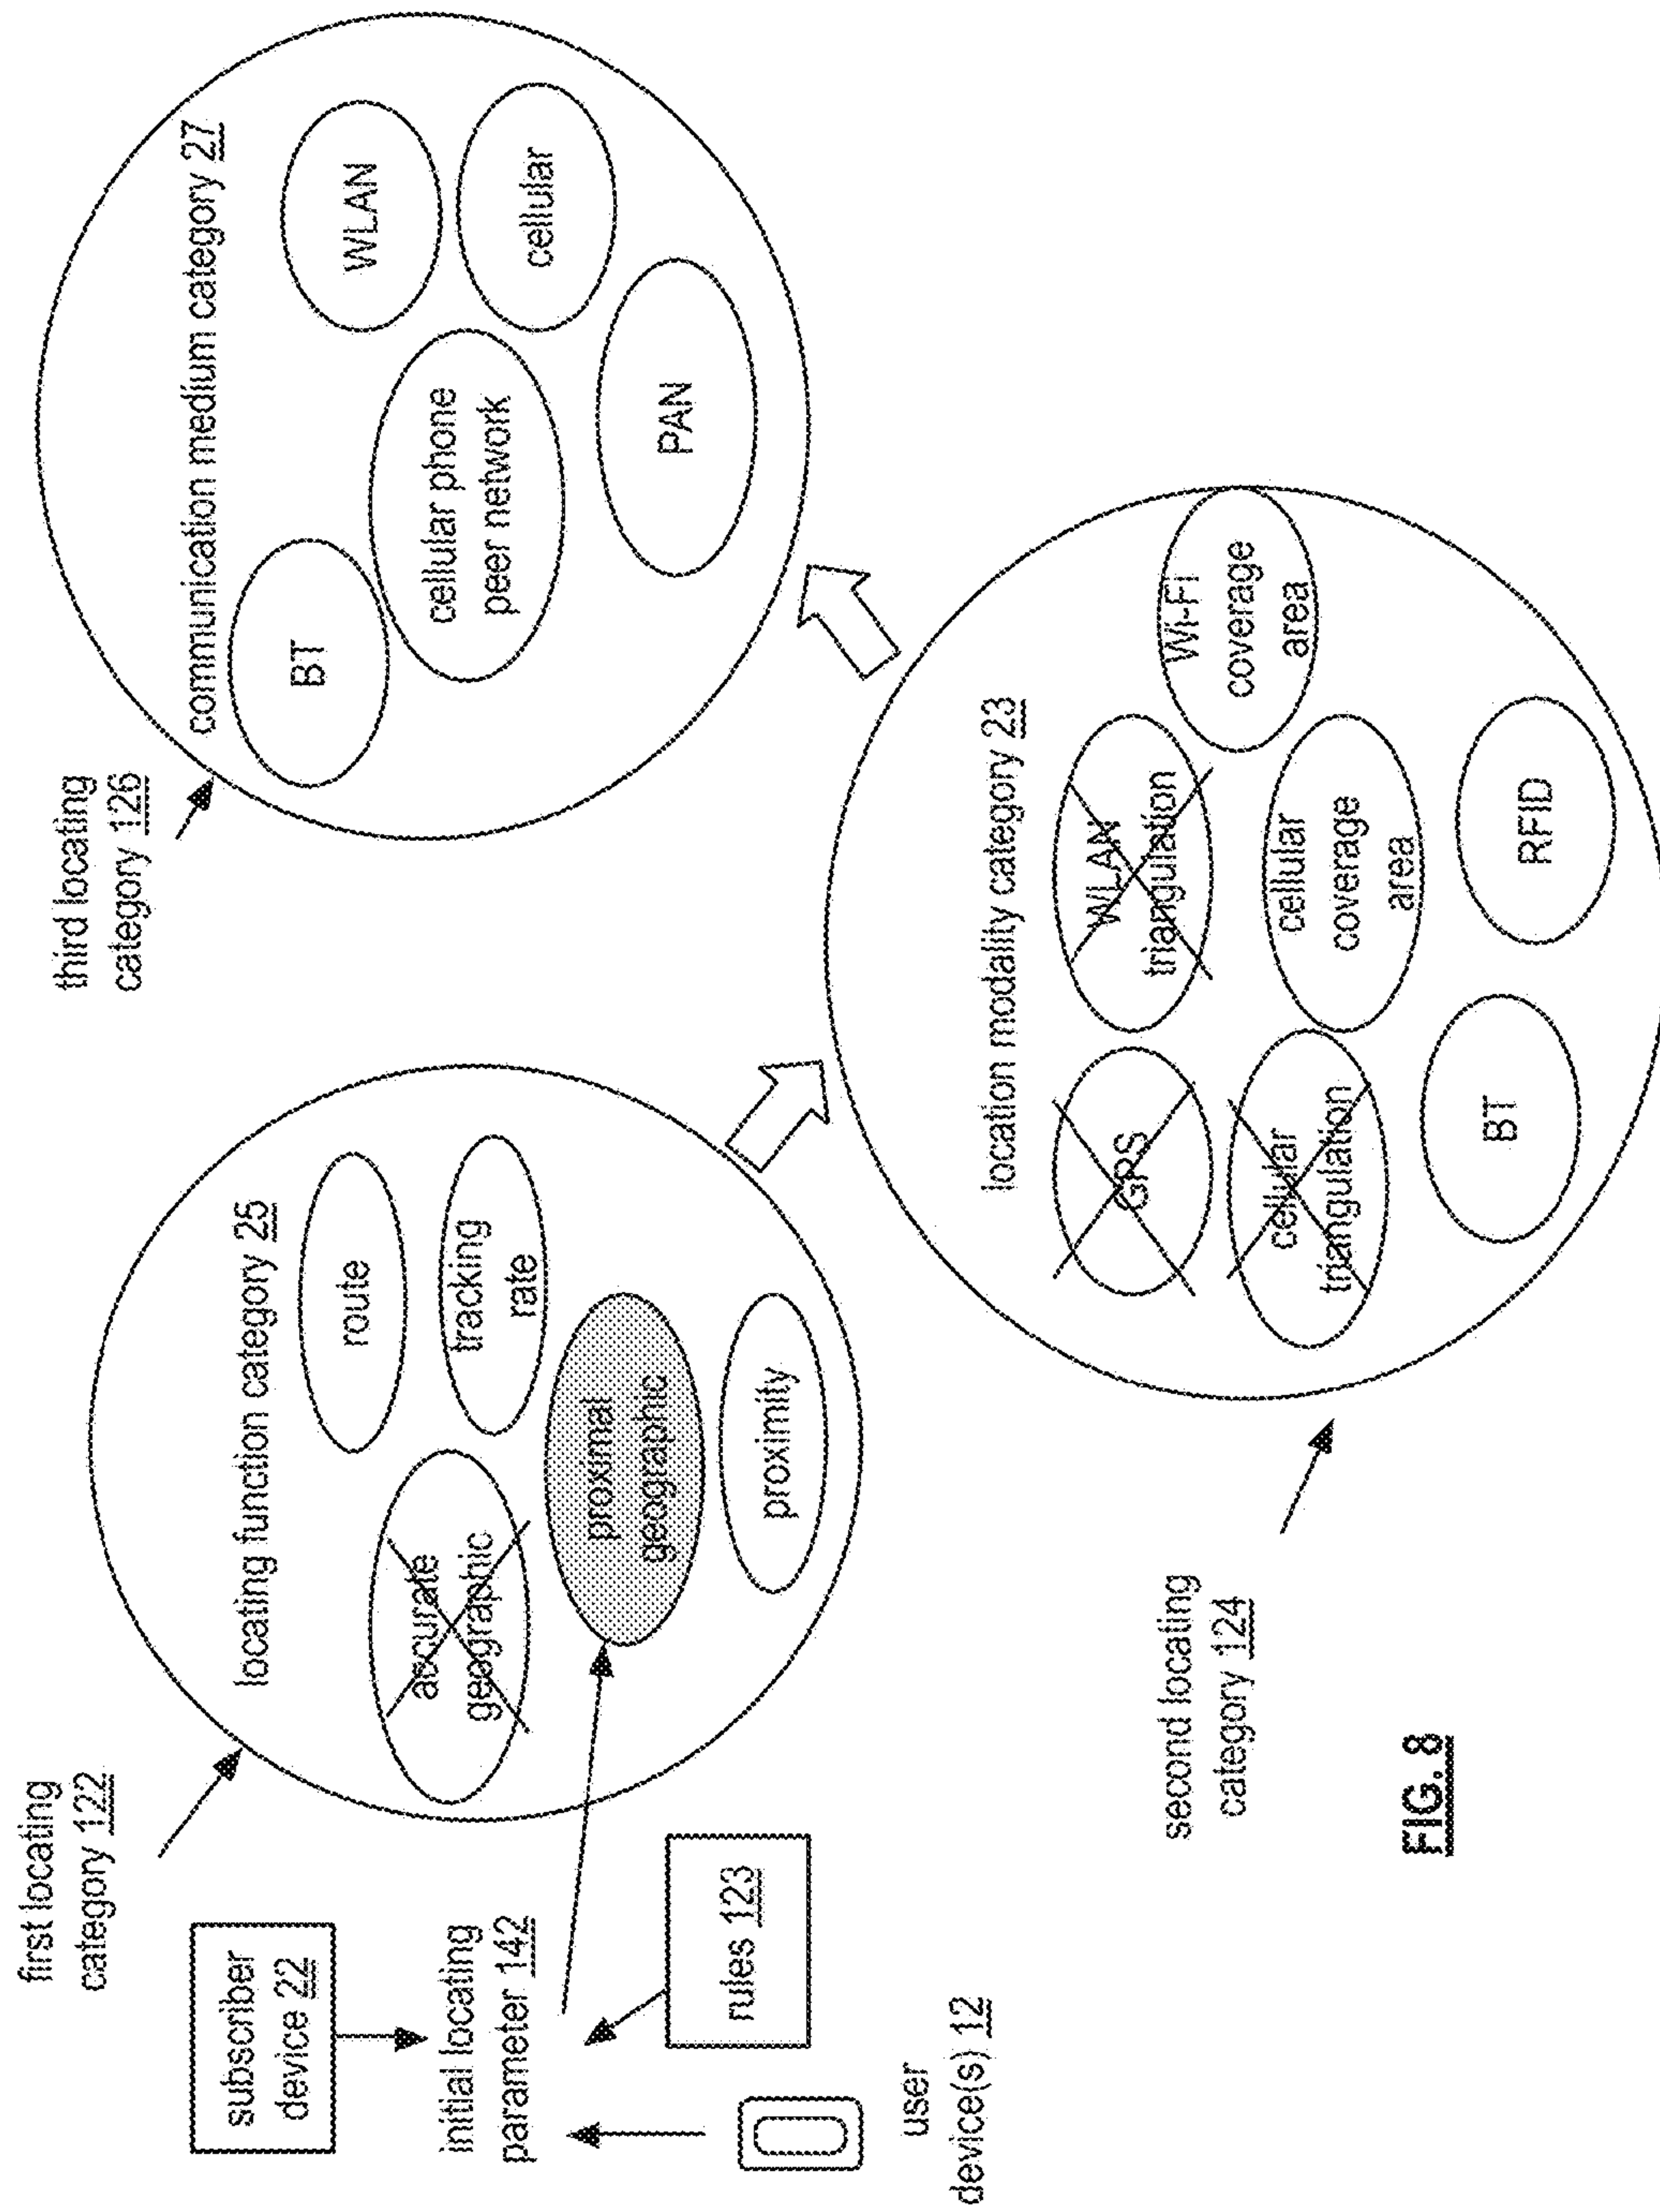 first locating
category 122
subscriber
device 22
initial locating
parameter 142
rules 123
user
device(s) 12
locating function category 25
accurate
geographic
route
tracking
rate
proximal
geographic
proximity
second locating
category 124
location modality category 23
GPS
WLAN
triangulation
cellular
triangulation
cellular
coverage
area
Wi-Fi
coverage
area
BT
RFID
third locating
category 126
communication medium category 27
BT
WLAN
cellular phone
peer network
cellular
PAN
FIG. 8